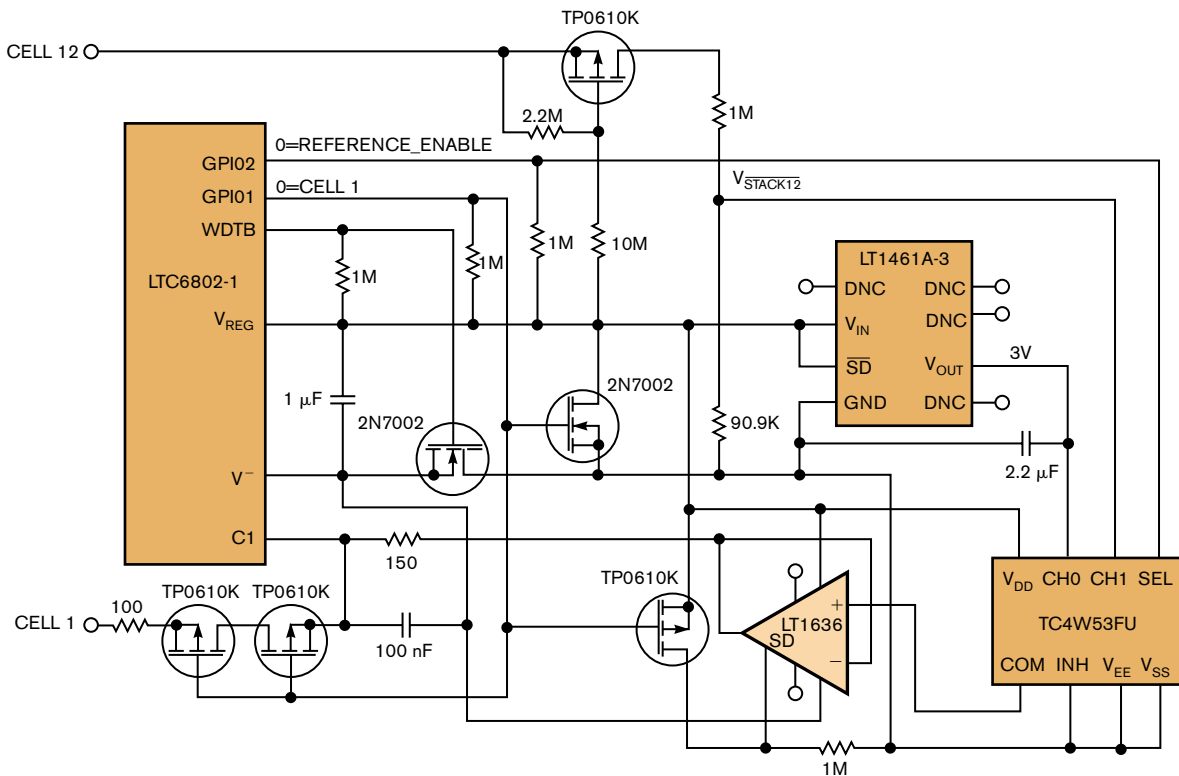 TP0610K
CELL 12
1M
2.2M
0=REFERENCE_ENABLE
GPI02
0=CELL 1
GPI01
WDTB
1M
1M
1M
10M
V STACK12
LTC6802-1
LT1461A-3
DNC
DNC
VREG
VIN
DNC
SD
VOUT
3V
1 µF
2N7002
2N7002
90.9K
GND
DNC
2.2 µF
V–
C1
150
TP0610K
TP0610K
TP0610K
VDD
CH0
CH1
SEL
100
CELL 1
100 nF
+
LT1636
SD
–
TC4W53FU
COM
INH
VEE
VSS
1M